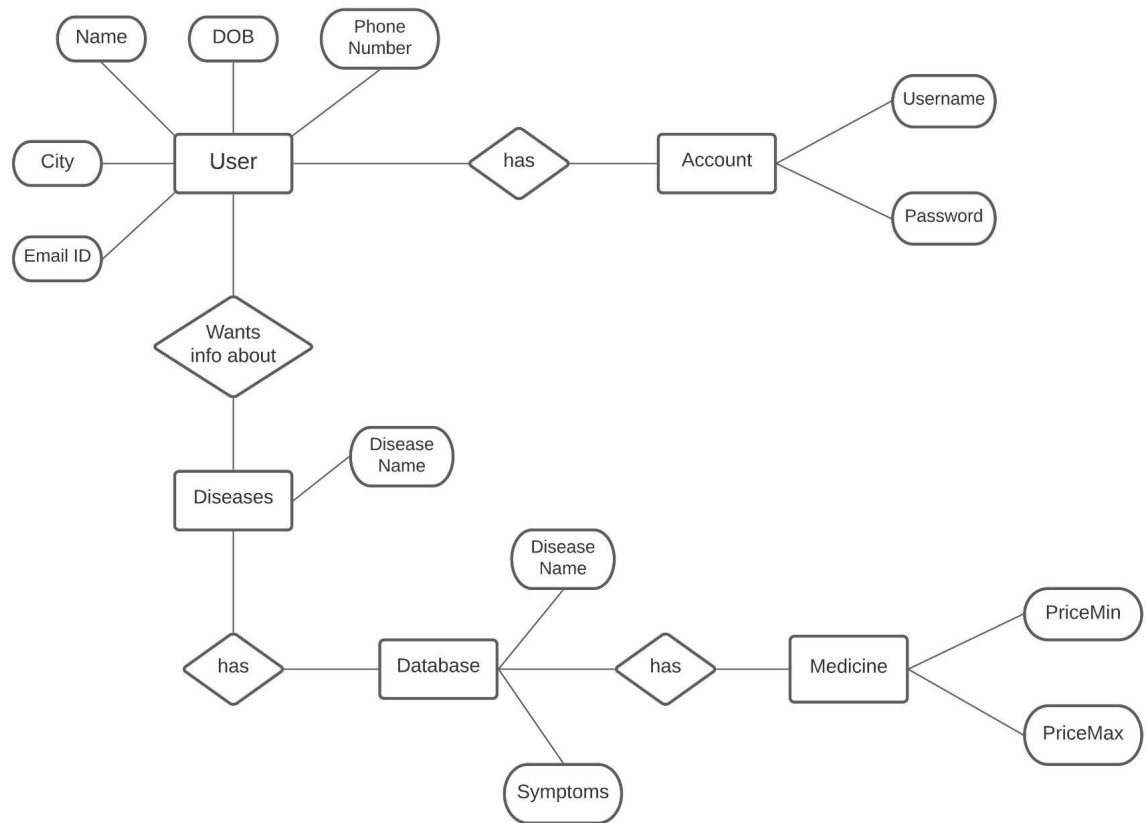 Name
DOB
Phone
Number
City
User
has
Account
Username
Password
Email ID
Wants
info about
Disease
Name
Diseases
Disease
Name
has
Database
has
Medicine
PriceMin
PriceMax
Symptoms